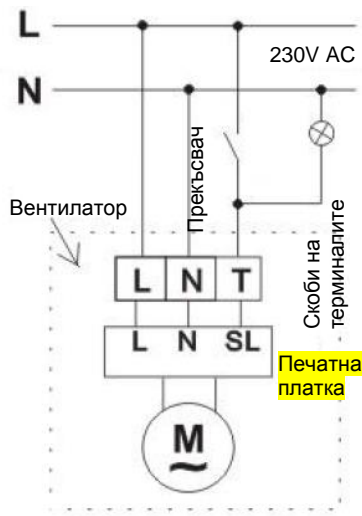 L
230V AC
N
Прекъсвач
Вентилатор
Скоби на
терминалите
L N T
L N SL
Печатна
платка
M
~